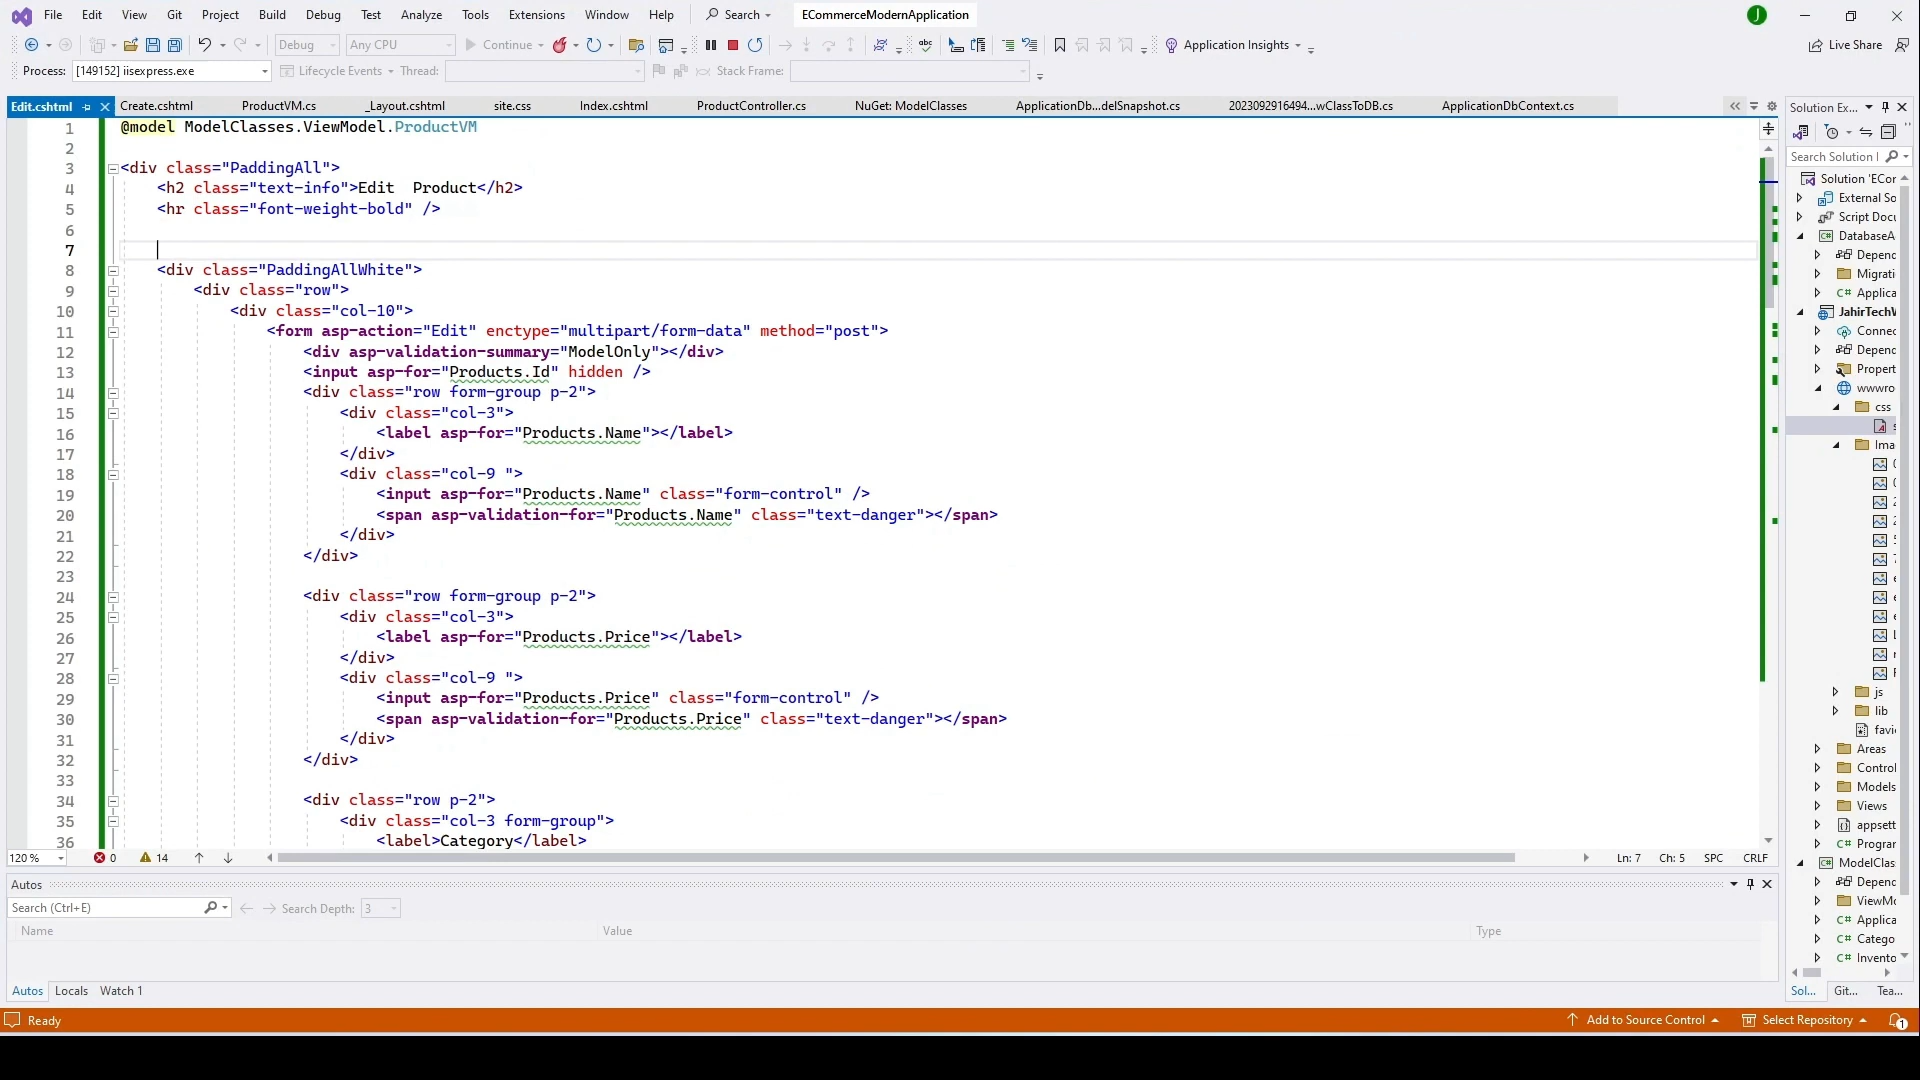 File Edit View Git Project Build Debug Test Analyze Tools Extensions Window Help Search ECommerceModernApplication J
Debug Any CPU Continue Application Insights Live Share
Process: [149152] iisexpress.exe Lifecycle Events Thread: Stack Frame:
Edit.cshtml Create.cshtml ProductVM.cs _Layout.cshtml site.css Index.cshtml ProductController.cs NuGet: ModelClasses ApplicationDb...delSnapshot.cs 2023092916494...wClassToDB.cs ApplicationDbContext.cs
1 @model ModelClasses.ViewModel.ProductVM
2
3 <div class="PaddingAll">
4 <h2 class="text-info">Edit  Product</h2>
5 <hr class="font-weight-bold" />
6
7
8 <div class="PaddingAllWhite">
9 <div class="row">
10 <div class="col-10">
11 <form asp-action="Edit" enctype="multipart/form-data" method="post">
12 <div asp-validation-summary="ModelOnly"></div>
13 <input asp-for="Products.Id" hidden />
14 <div class="row form-group p-2">
15 <div class="col-3">
16 <label asp-for="Products.Name"></label>
17 </div>
18 <div class="col-9 ">
19 <input asp-for="Products.Name" class="form-control" />
20 <span asp-validation-for="Products.Name" class="text-danger"></span>
21 </div>
22 </div>
23
24 <div class="row form-group p-2">
25 <div class="col-3">
26 <label asp-for="Products.Price"></label>
27 </div>
28 <div class="col-9 ">
29 <input asp-for="Products.Price" class="form-control" />
30 <span asp-validation-for="Products.Price" class="text-danger"></span>
31 </div>
32 </div>
33
34 <div class="row p-2">
35 <div class="col-3 form-group">
36 <label>Category</label>
120 % 0 14 Ln: 7 Ch: 5 SPC CRLF
Autos
Search (Ctrl+E) Search Depth: 3
Name Value Type
Autos Locals Watch 1
Solution Ex...
Search Solution
Solution 'ECor
External So
Script Docu
DatabaseA
Depend
Migrati
C# Applica
JahirTechW
Connec
Depend
Propert
wwwro
css
Ima
js
lib
favi
Areas
Control
Models
Views
appsett
C# Prograr
ModelClas
Depend
ViewMo
C# Applica
C# Catego
C# Invento
Sol... Git... Tea...
Ready Add to Source Control Select Repository 1